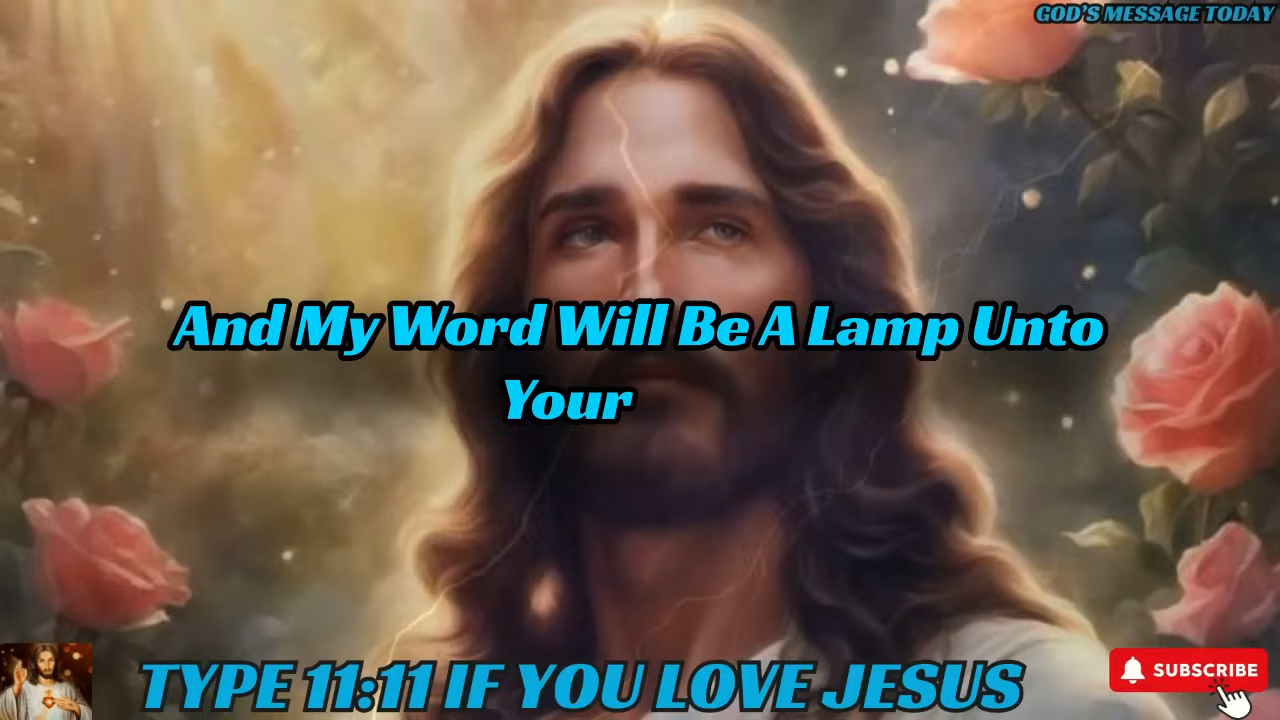 GOD'S MESSAGE TODAY
And My Word Will Be A Lamp Unto
Your
TYPE 11:11 IF YOU LOVE JESUS
SUBSCRIBE